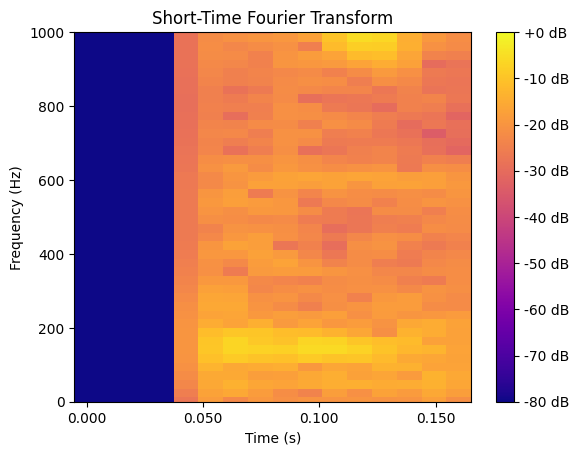 Short-Time Fourier Transform
1000
800
600
400
200
0
Frequency (Hz)
0.000
0.050
0.100
0.150
Time (s)
+0 dB
-10 dB
-20 dB
-30 dB
-40 dB
-50 dB
-60 dB
-70 dB
-80 dB